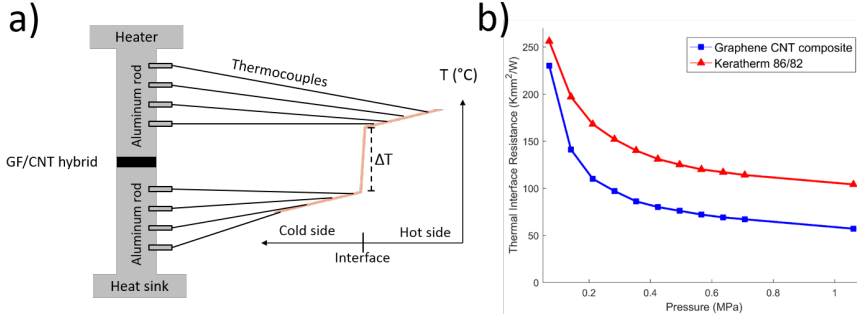 a)
Heater
Aluminum rod
Thermocouples
T (°C)
GF/CNT hybrid
ΔT
Aluminum rod
Cold side
Hot side
Interface
Heat sink
b)
Graphene CNT composite
Keratherm 86/82
Thermal Interface Resistance (Kmm²/W)
250
200
150
100
50
0
0.2
0.4
0.6
0.8
1
Pressure (MPa)